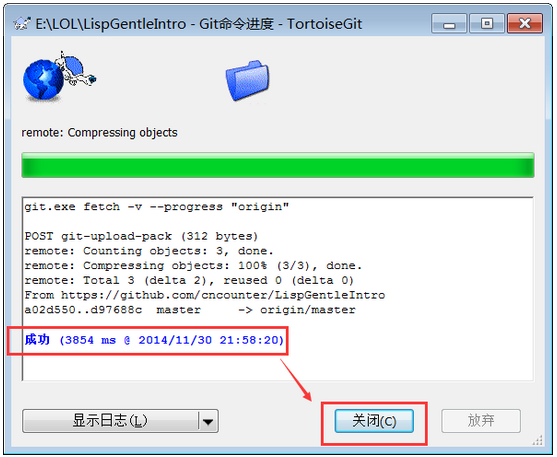 E:\LOL\LispGentleIntro - Git命令进度 - TortoiseGit
remote: Compressing objects
git.exe fetch -v --progress "origin"
POST git-upload-pack (312 bytes)
remote: Counting objects: 3, done.
remote: Compressing objects: 100% (3/3), done.
remote: Total 3 (delta 2), reused 0 (delta 0)
From https://github.com/cncounter/LispGentleIntro
a02d550..d97688c  master     -> origin/master
成功 (3854 ms @ 2014/11/30 21:58:20)
显示日志(L)
关闭(C)
放弃